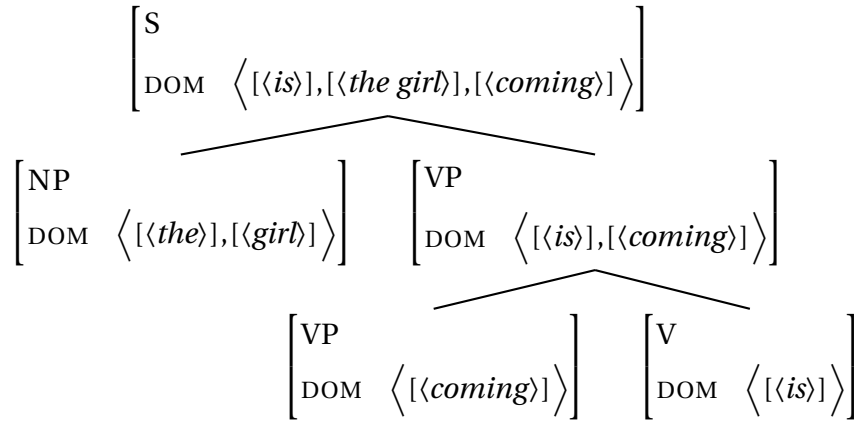 S
DOM ⟨[⟨is⟩],[⟨the girl⟩],[⟨coming⟩]⟩
NP VP
DOM ⟨[⟨the⟩],[⟨girl⟩]⟩ DOM ⟨[⟨is⟩],[⟨coming⟩]⟩
VP V
DOM ⟨[⟨coming⟩]⟩ DOM ⟨[⟨is⟩]⟩